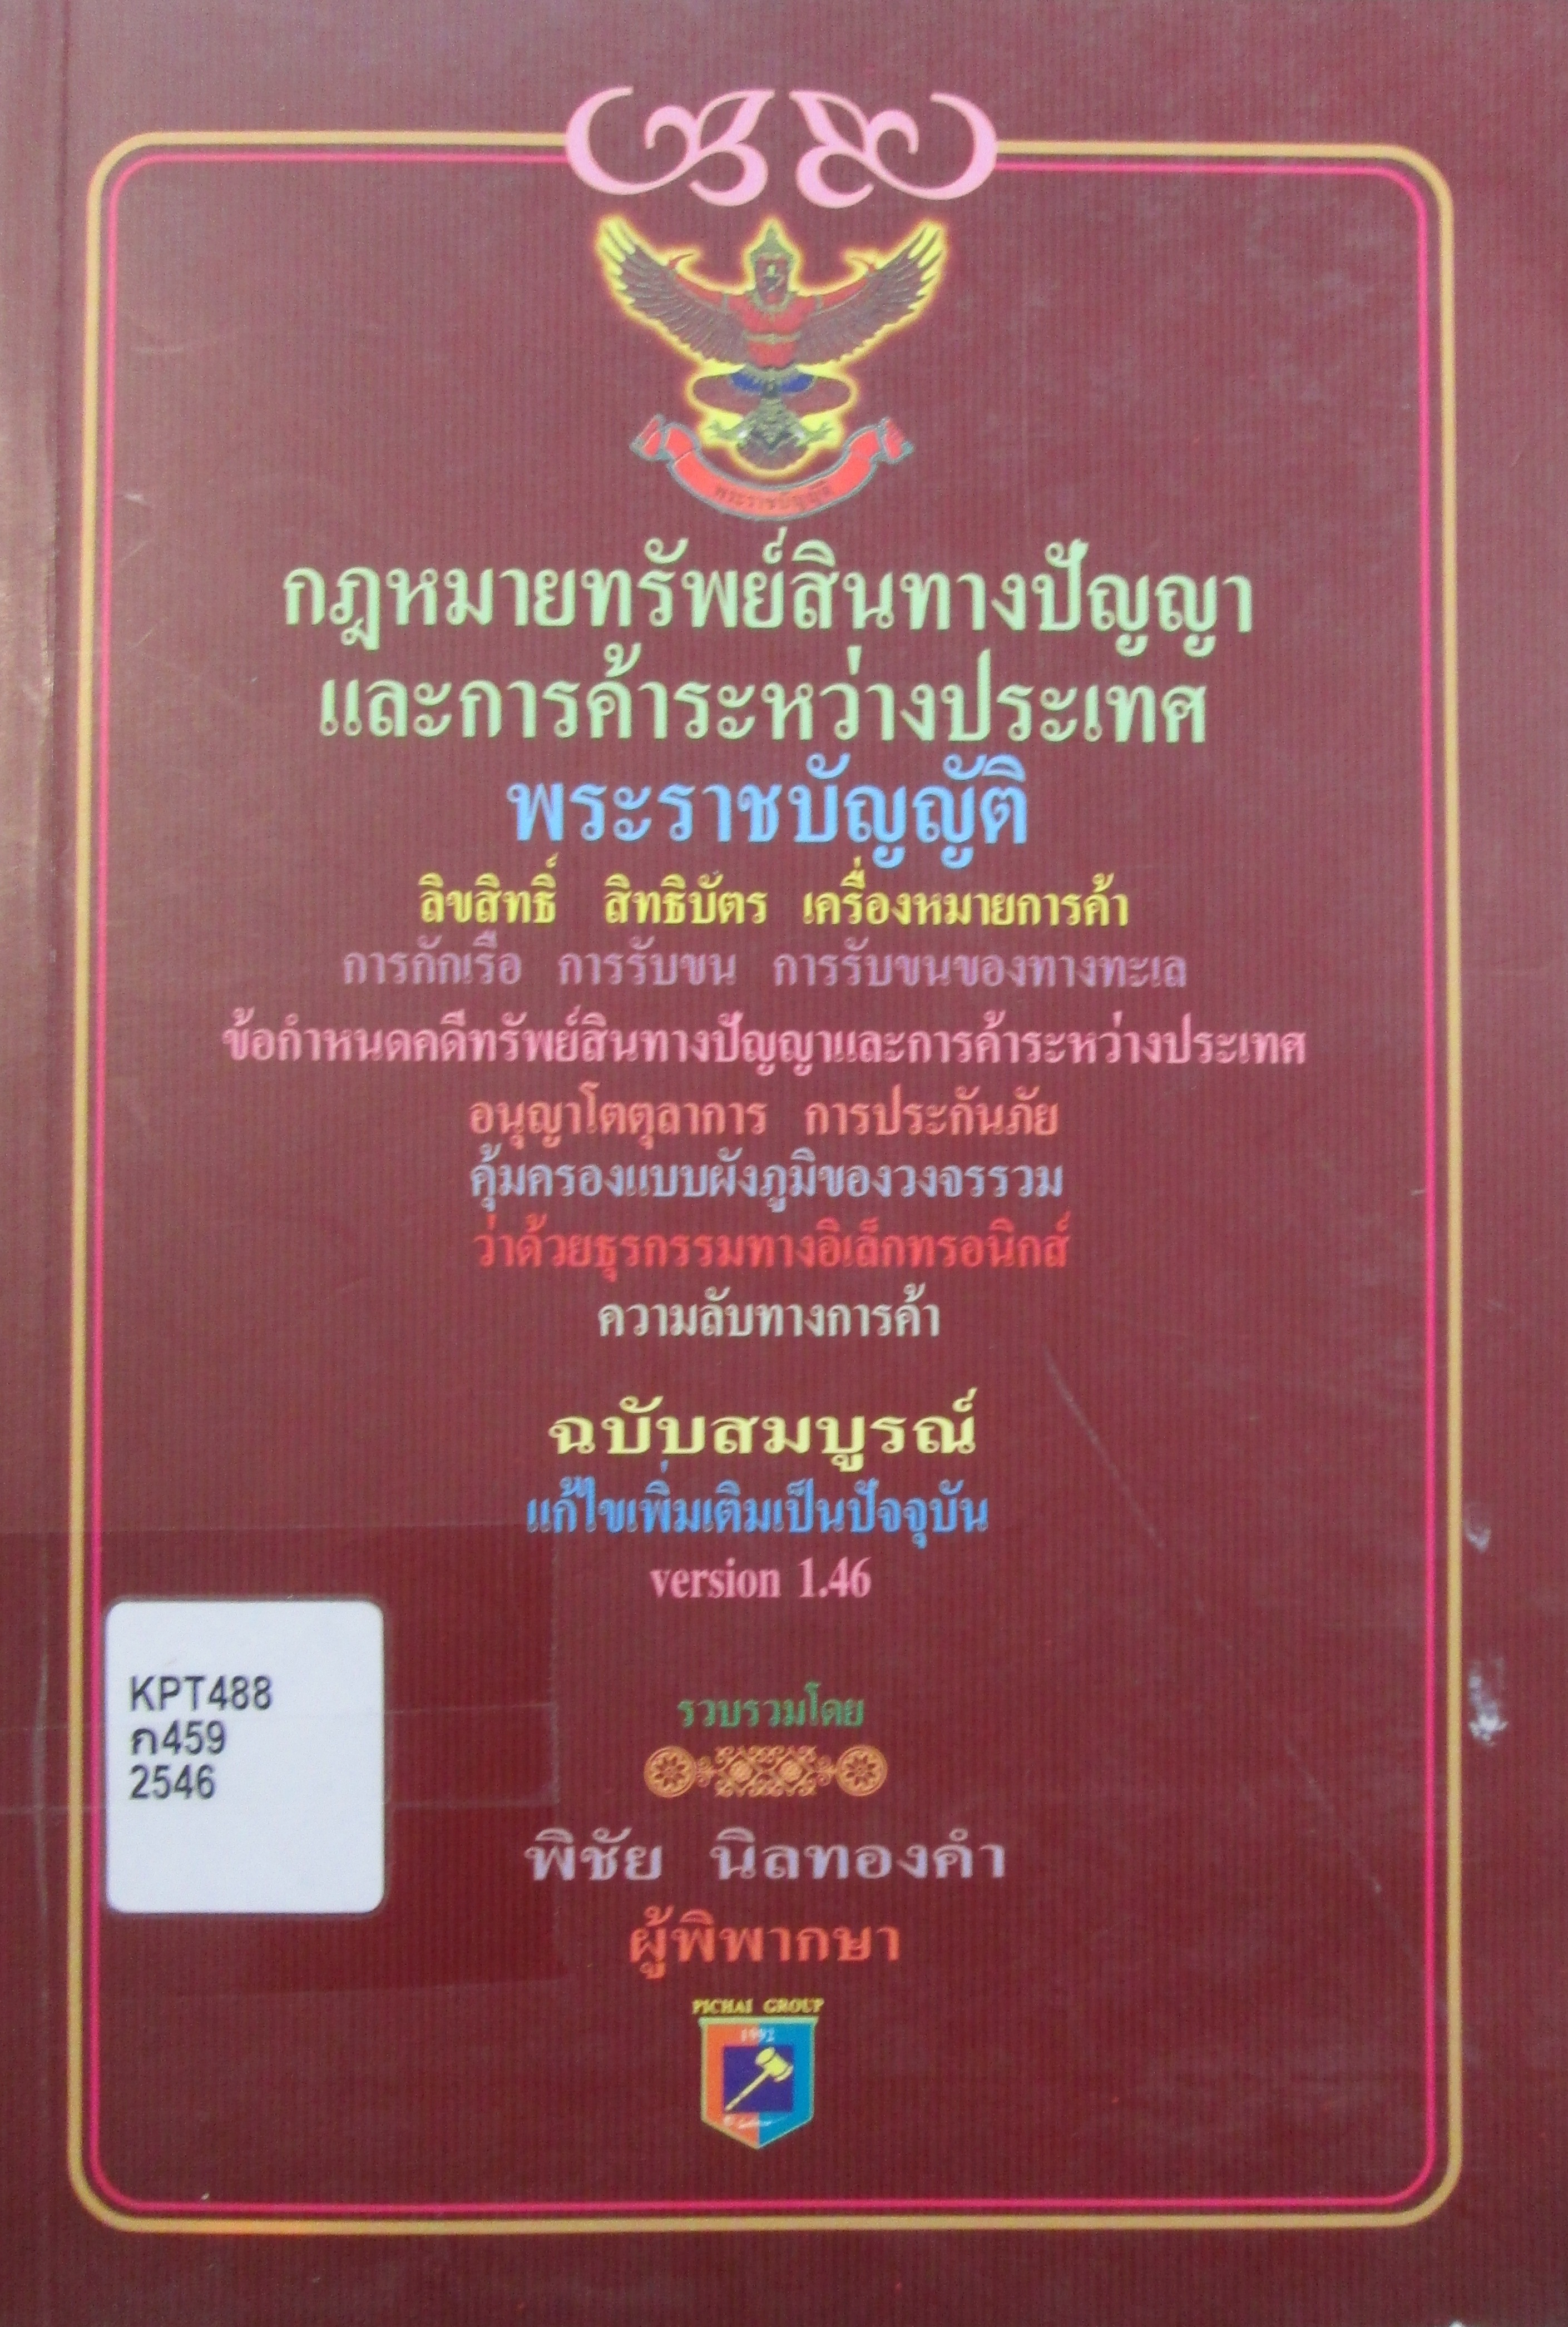 พระราชบัญญัติ
กฎหมายทรัพย์สินทางปัญญา
และการค้าระหว่างประเทศ
พระราชบัญญัติ
ลิขสิทธิ์ สิทธิบัตร เครื่องหมายการค้า
การกักเรือ การรับขน การรับขนของทางทะเล
ข้อกำหนดคดีทรัพย์สินทางปัญญาและการค้าระหว่างประเทศ
อนุญาโตตุลาการ การประกันภัย
คุ้มครองแบบผังภูมิของวงจรรวม
ว่าด้วยธุรกรรมทางอิเล็กทรอนิกส์
ความลับทางการค้า
ฉบับสมบูรณ์
แก้ไขเพิ่มเติมเป็นปัจจุบัน
version 1.46
KPT488
ก459
2546
รวบรวมโดย
พิชัย นิลทองคำ
ผู้พิพากษา
PICHAI GROUP
1992